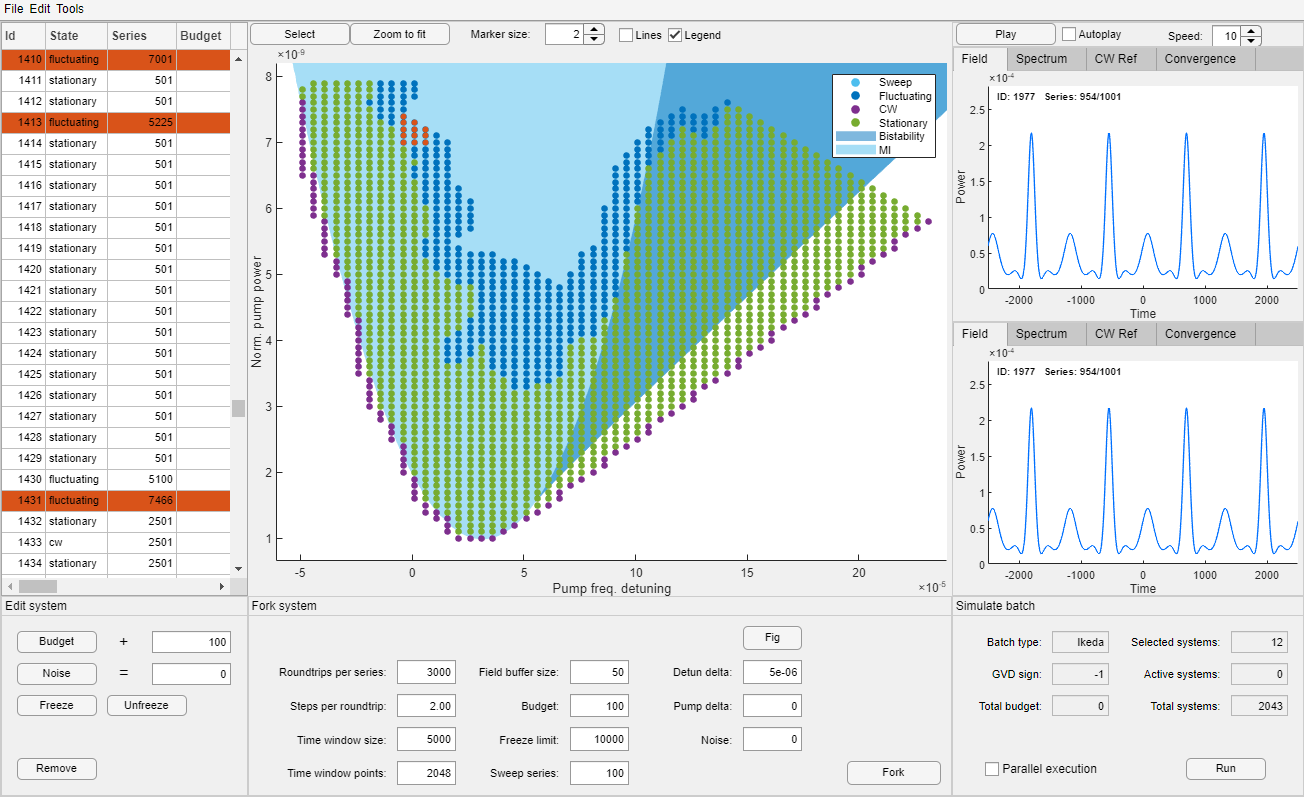 File Edit Tools
Id State Series Budget
1410 fluctuating 7001
1411 stationary 501
1412 stationary 501
1413 fluctuating 5225
1414 stationary 501
1415 stationary 501
1416 stationary 501
1417 stationary 501
1418 stationary 501
1419 stationary 501
1420 stationary 501
1421 stationary 501
1422 stationary 501
1423 stationary 501
1424 stationary 501
1425 stationary 501
1426 stationary 501
1427 stationary 501
1428 stationary 501
1429 stationary 501
1430 fluctuating 5100
1431 fluctuating 7466
1432 stationary 2501
1433 cw 2501
1434 stationary 2501
Select Zoom to fit Marker size: 2 Lines Legend
×10⁻⁹
8
7
6
5
4
3
2
1
Norm. pump power
Sweep
Fluctuating
CW
Stationary
Bistability
MI
-5 0 5 10 15 20
Pump freq. detuning ×10⁻⁵
Play Autoplay Speed: 10
Field Spectrum CW Ref Convergence
×10⁻⁴
ID: 1977 Series: 954/1001
2.5
2
1.5
1
0.5
0
Power
-2000 -1000 0 1000 2000
Time
Field Spectrum CW Ref Convergence
×10⁻⁴
ID: 1977 Series: 954/1001
2.5
2
1.5
1
0.5
0
Power
-2000 -1000 0 1000 2000
Time
Edit system
Budget + 100
Noise = 0
Freeze Unfreeze
Remove
Fork system
Fig
Roundtrips per series: 3000 Field buffer size: 50 Detun delta: 5e-06
Steps per roundtrip: 2.00 Budget: 100 Pump delta: 0
Time window size: 5000 Freeze limit: 10000 Noise: 0
Time window points: 2048 Sweep series: 100
Fork
Simulate batch
Batch type: Ikeda Selected systems: 12
GVD sign: -1 Active systems: 0
Total budget: 0 Total systems: 2043
Parallel execution Run